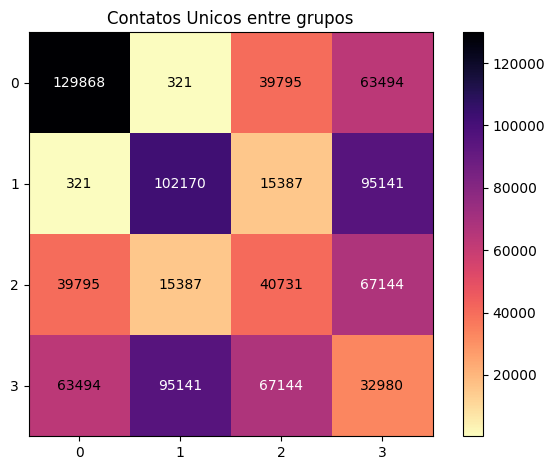 Contatos Unicos entre grupos
0 129868 321 39795 63494
1 321 102170 15387 95141
2 39795 15387 40731 67144
3 63494 95141 67144 32980
0 1 2 3
120000
100000
80000
60000
40000
20000